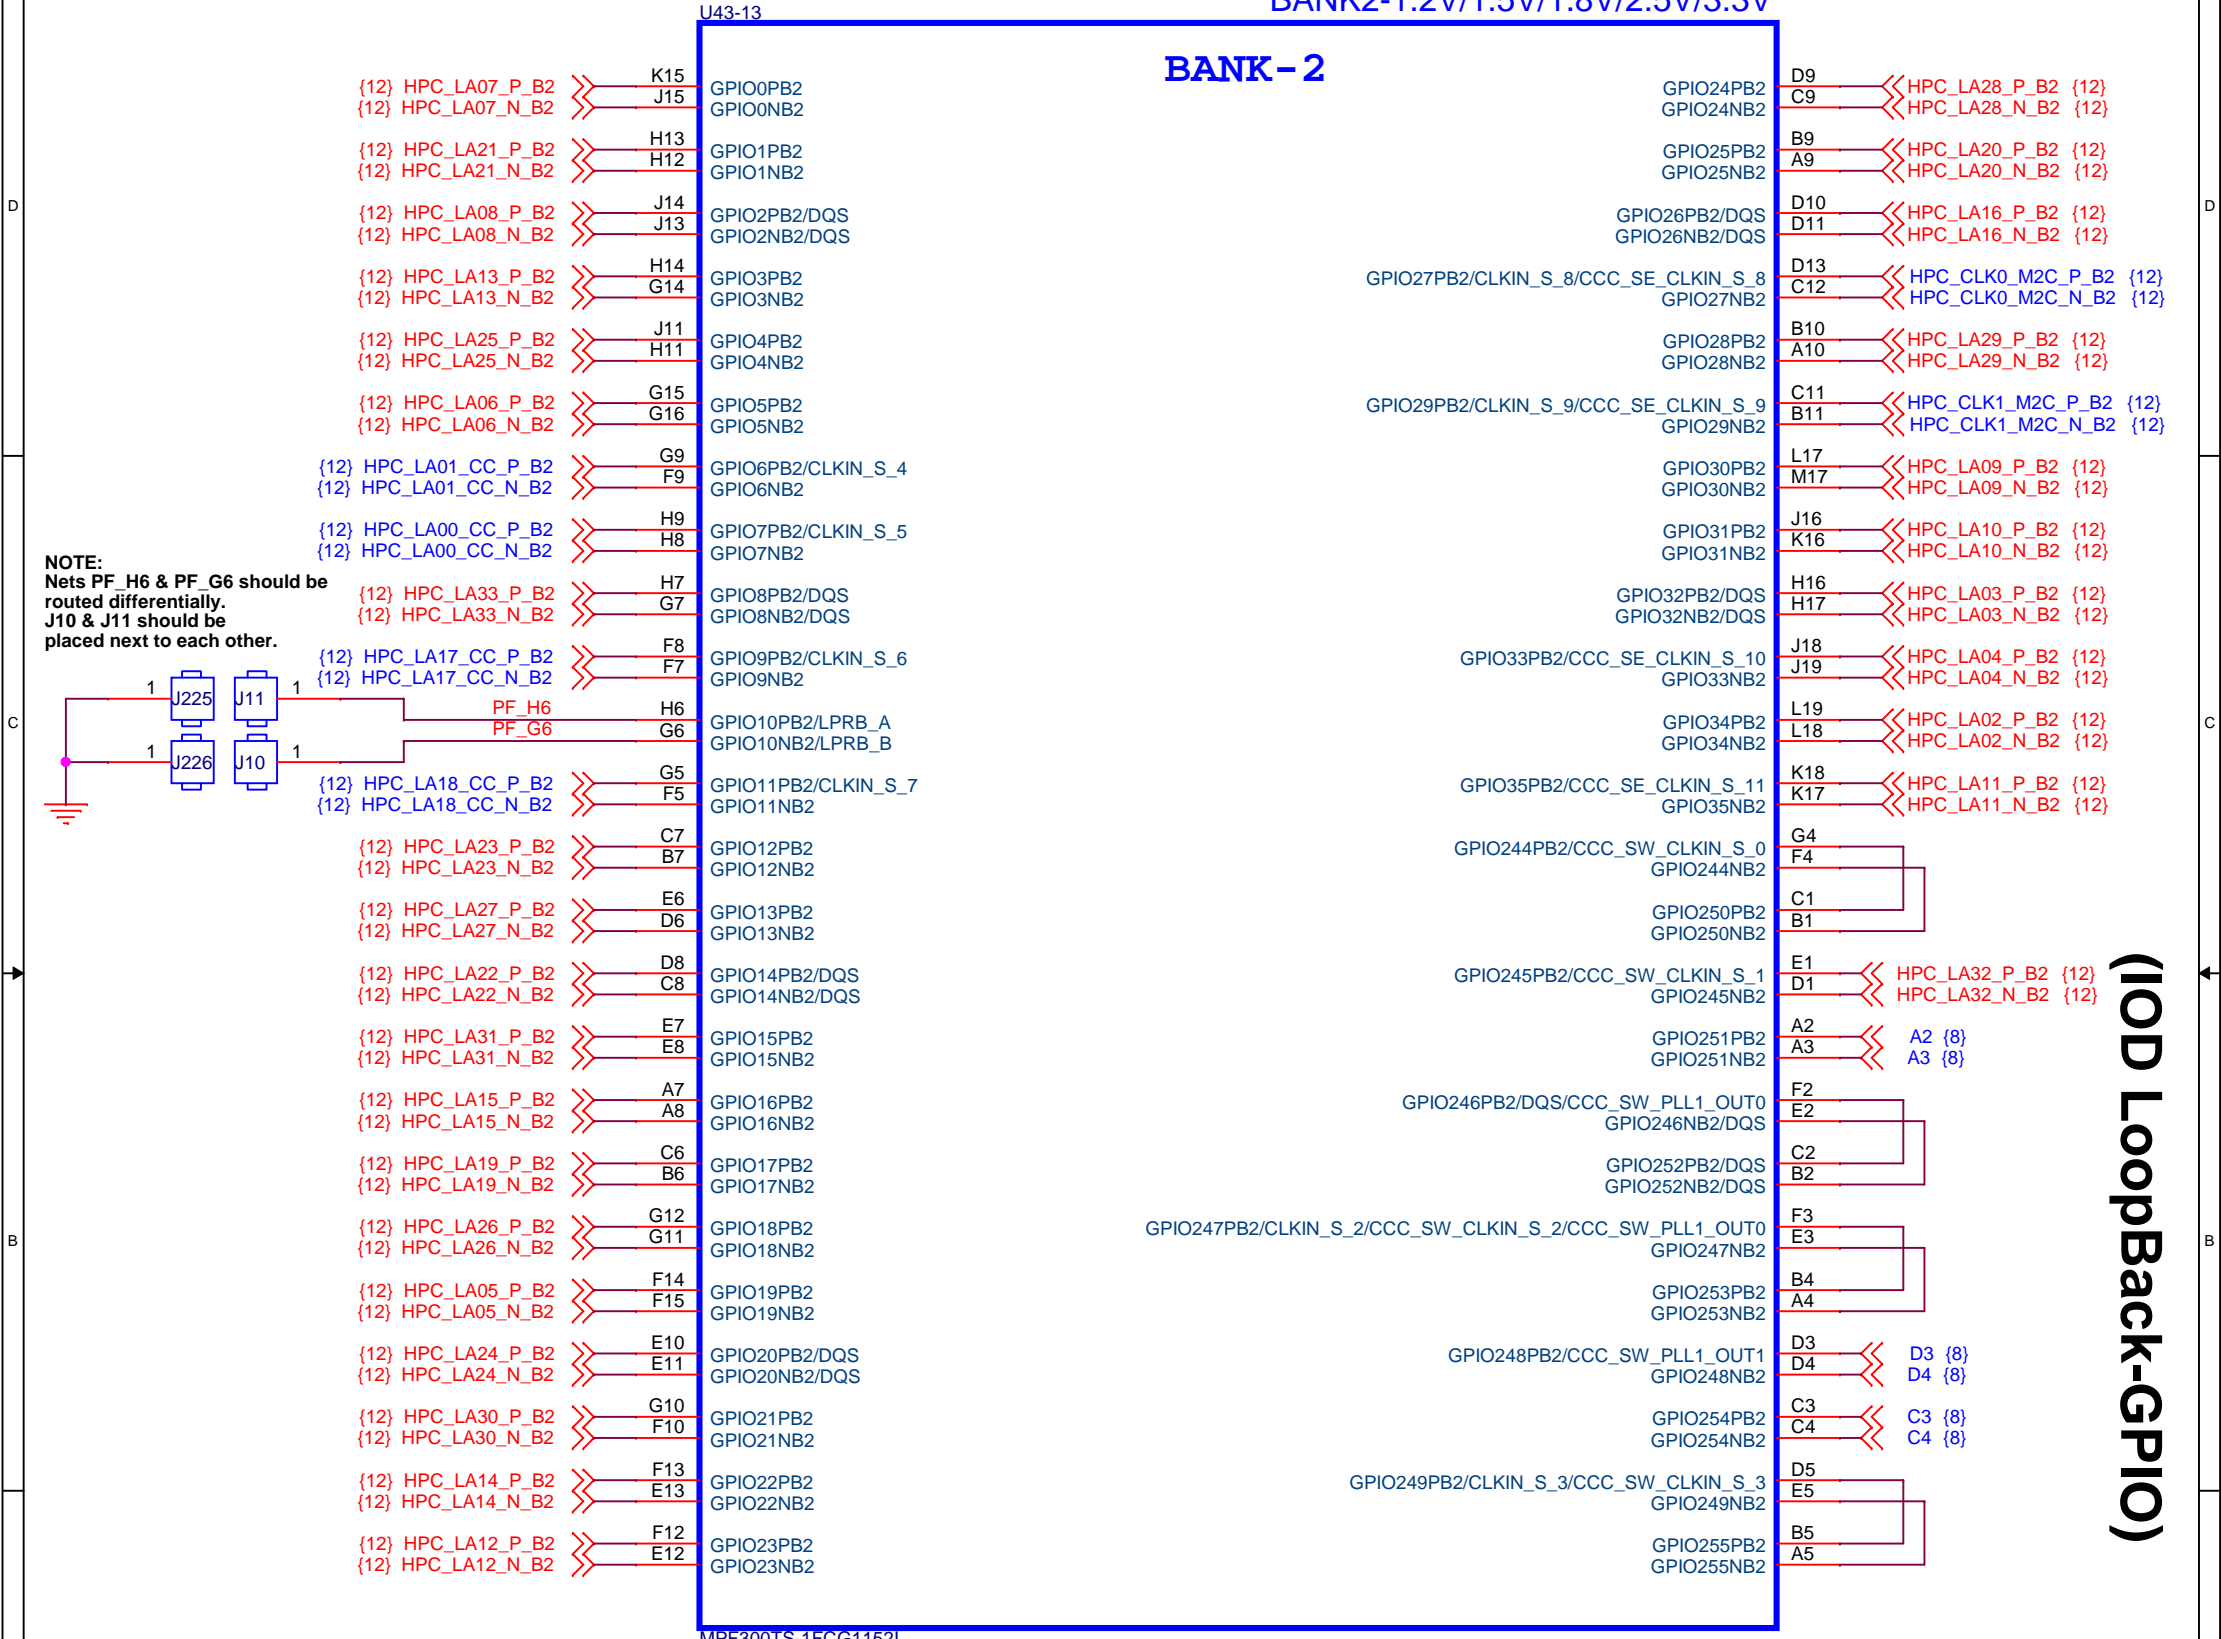 U43-13
BANK2-1.2V/1.5V/1.8V/2.5V/3.3V
BANK-2
{12} HPC_LA07_P_B2 K15 GPIO0PB2
{12} HPC_LA07_N_B2 J15 GPIO0NB2
{12} HPC_LA21_P_B2 H13 GPIO1PB2
{12} HPC_LA21_N_B2 H12 GPIO1NB2
{12} HPC_LA08_P_B2 J14 GPIO2PB2/DQS
{12} HPC_LA08_N_B2 J13 GPIO2NB2/DQS
{12} HPC_LA13_P_B2 H14 GPIO3PB2
{12} HPC_LA13_N_B2 G14 GPIO3NB2
{12} HPC_LA25_P_B2 J11 GPIO4PB2
{12} HPC_LA25_N_B2 H11 GPIO4NB2
{12} HPC_LA06_P_B2 G15 GPIO5PB2
{12} HPC_LA06_N_B2 G16 GPIO5NB2
{12} HPC_LA01_CC_P_B2 G9 GPIO6PB2/CLKIN_S_4
{12} HPC_LA01_CC_N_B2 F9 GPIO6NB2
{12} HPC_LA00_CC_P_B2 H9 GPIO7PB2/CLKIN_S_5
{12} HPC_LA00_CC_N_B2 H8 GPIO7NB2
{12} HPC_LA33_P_B2 H7 GPIO8PB2/DQS
{12} HPC_LA33_N_B2 G7 GPIO8NB2/DQS
{12} HPC_LA17_CC_P_B2 F8 GPIO9PB2/CLKIN_S_6
{12} HPC_LA17_CC_N_B2 F7 GPIO9NB2
NOTE:
Nets PF_H6 & PF_G6 should be
routed differentially.
J10 & J11 should be
placed next to each other.
1 J225 J11 1 PF_H6 H6 GPIO10PB2/LPRB_A
1 J226 J10 1 PF_G6 G6 GPIO10NB2/LPRB_B
{12} HPC_LA18_CC_P_B2 G5 GPIO11PB2/CLKIN_S_7
{12} HPC_LA18_CC_N_B2 F5 GPIO11NB2
{12} HPC_LA23_P_B2 C7 GPIO12PB2
{12} HPC_LA23_N_B2 B7 GPIO12NB2
{12} HPC_LA27_P_B2 E6 GPIO13PB2
{12} HPC_LA27_N_B2 D6 GPIO13NB2
{12} HPC_LA22_P_B2 D8 GPIO14PB2/DQS
{12} HPC_LA22_N_B2 C8 GPIO14NB2/DQS
{12} HPC_LA31_P_B2 E7 GPIO15PB2
{12} HPC_LA31_N_B2 E8 GPIO15NB2
{12} HPC_LA15_P_B2 A7 GPIO16PB2
{12} HPC_LA15_N_B2 A8 GPIO16NB2
{12} HPC_LA19_P_B2 C6 GPIO17PB2
{12} HPC_LA19_N_B2 B6 GPIO17NB2
{12} HPC_LA26_P_B2 G12 GPIO18PB2
{12} HPC_LA26_N_B2 G11 GPIO18NB2
{12} HPC_LA05_P_B2 F14 GPIO19PB2
{12} HPC_LA05_N_B2 F15 GPIO19NB2
{12} HPC_LA24_P_B2 E10 GPIO20PB2/DQS
{12} HPC_LA24_N_B2 E11 GPIO20NB2/DQS
{12} HPC_LA30_P_B2 G10 GPIO21PB2
{12} HPC_LA30_N_B2 F10 GPIO21NB2
{12} HPC_LA14_P_B2 F13 GPIO22PB2
{12} HPC_LA14_N_B2 E13 GPIO22NB2
{12} HPC_LA12_P_B2 F12 GPIO23PB2
{12} HPC_LA12_N_B2 E12 GPIO23NB2
GPIO24PB2 D9 HPC_LA28_P_B2 {12}
GPIO24NB2 C9 HPC_LA28_N_B2 {12}
GPIO25PB2 B9 HPC_LA20_P_B2 {12}
GPIO25NB2 A9 HPC_LA20_N_B2 {12}
GPIO26PB2/DQS D10 HPC_LA16_P_B2 {12}
GPIO26NB2/DQS D11 HPC_LA16_N_B2 {12}
GPIO27PB2/CLKIN_S_8/CCC_SE_CLKIN_S_8 D13 HPC_CLK0_M2C_P_B2 {12}
GPIO27NB2 C12 HPC_CLK0_M2C_N_B2 {12}
GPIO28PB2 B10 HPC_LA29_P_B2 {12}
GPIO28NB2 A10 HPC_LA29_N_B2 {12}
GPIO29PB2/CLKIN_S_9/CCC_SE_CLKIN_S_9 C11 HPC_CLK1_M2C_P_B2 {12}
GPIO29NB2 B11 HPC_CLK1_M2C_N_B2 {12}
GPIO30PB2 L17 HPC_LA09_P_B2 {12}
GPIO30NB2 M17 HPC_LA09_N_B2 {12}
GPIO31PB2 J16 HPC_LA10_P_B2 {12}
GPIO31NB2 K16 HPC_LA10_N_B2 {12}
GPIO32PB2/DQS H16 HPC_LA03_P_B2 {12}
GPIO32NB2/DQS H17 HPC_LA03_N_B2 {12}
GPIO33PB2/CCC_SE_CLKIN_S_10 J18 HPC_LA04_P_B2 {12}
GPIO33NB2 J19 HPC_LA04_N_B2 {12}
GPIO34PB2 L19 HPC_LA02_P_B2 {12}
GPIO34NB2 L18 HPC_LA02_N_B2 {12}
GPIO35PB2/CCC_SE_CLKIN_S_11 K18 HPC_LA11_P_B2 {12}
GPIO35NB2 K17 HPC_LA11_N_B2 {12}
GPIO244PB2/CCC_SW_CLKIN_S_0 G4
GPIO244NB2 F4
GPIO250PB2 C1
GPIO250NB2 B1
GPIO245PB2/CCC_SW_CLKIN_S_1 E1 HPC_LA32_P_B2 {12}
GPIO245NB2 D1 HPC_LA32_N_B2 {12}
GPIO251PB2 A2 A2 {8}
GPIO251NB2 A3 A3 {8}
GPIO246PB2/DQS/CCC_SW_PLL1_OUT0 F2
GPIO246NB2/DQS E2
GPIO252PB2/DQS C2
GPIO252NB2/DQS B2
GPIO247PB2/CLKIN_S_2/CCC_SW_CLKIN_S_2/CCC_SW_PLL1_OUT0 F3
GPIO247NB2 E3
GPIO253PB2 B4
GPIO253NB2 A4
GPIO248PB2/CCC_SW_PLL1_OUT1 D3 D3 {8}
GPIO248NB2 D4 D4 {8}
GPIO254PB2 C3 C3 {8}
GPIO254NB2 C4 C4 {8}
GPIO249PB2/CLKIN_S_3/CCC_SW_CLKIN_S_3 D5
GPIO249NB2 E5
GPIO255PB2 B5
GPIO255NB2 A5
(IOD LoopBack-GPIO)
D D
C C
B B
MPF300TS-1FCG1152I